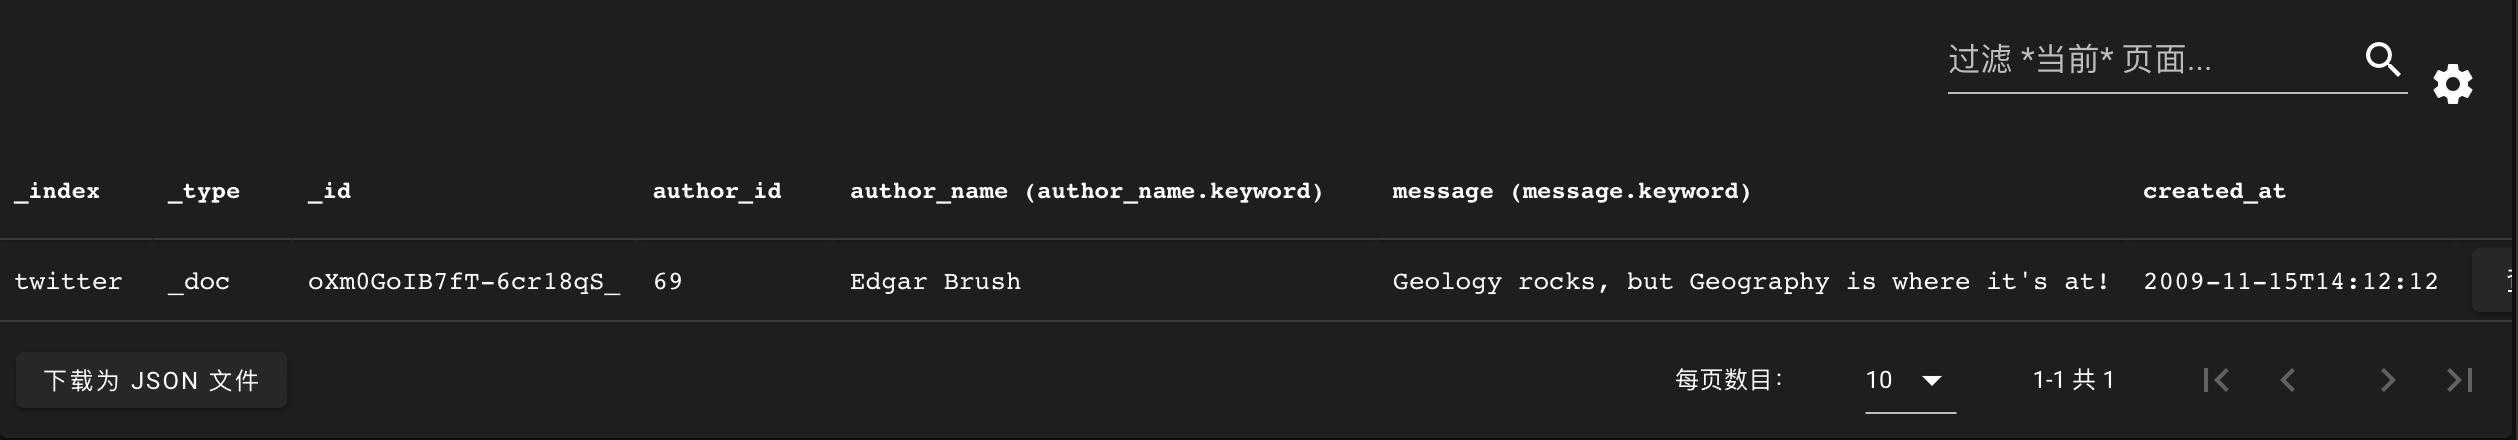 过滤 *当前* 页面...
_index _type _id author_id author_name (author_name.keyword) message (message.keyword) created_at
twitter _doc oXm0GoIB7fT-6cr18qS_ 69 Edgar Brush Geology rocks, but Geography is where it's at! 2009-11-15T14:12:12
下载为 JSON 文件 每页数目： 10 1-1 共 1